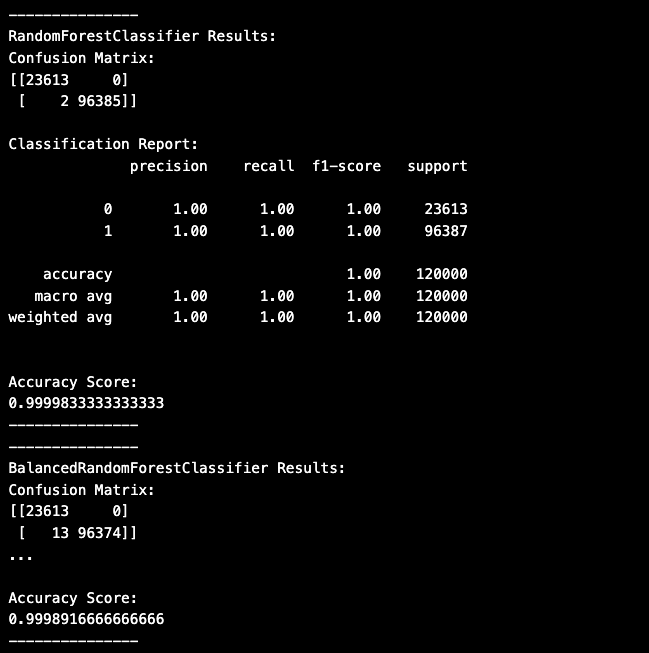 ---------------
RandomForestClassifier Results:
Confusion Matrix:
[[23613     0]
 [    2 96385]]
Classification Report:
              precision    recall  f1-score   support
           0       1.00      1.00      1.00     23613
           1       1.00      1.00      1.00     96387
    accuracy                           1.00    120000
   macro avg       1.00      1.00      1.00    120000
weighted avg       1.00      1.00      1.00    120000
Accuracy Score:
0.9999833333333333
---------------
---------------
BalancedRandomForestClassifier Results:
Confusion Matrix:
[[23613     0]
 [   13 96374]]
...
Accuracy Score:
0.9998916666666666
---------------